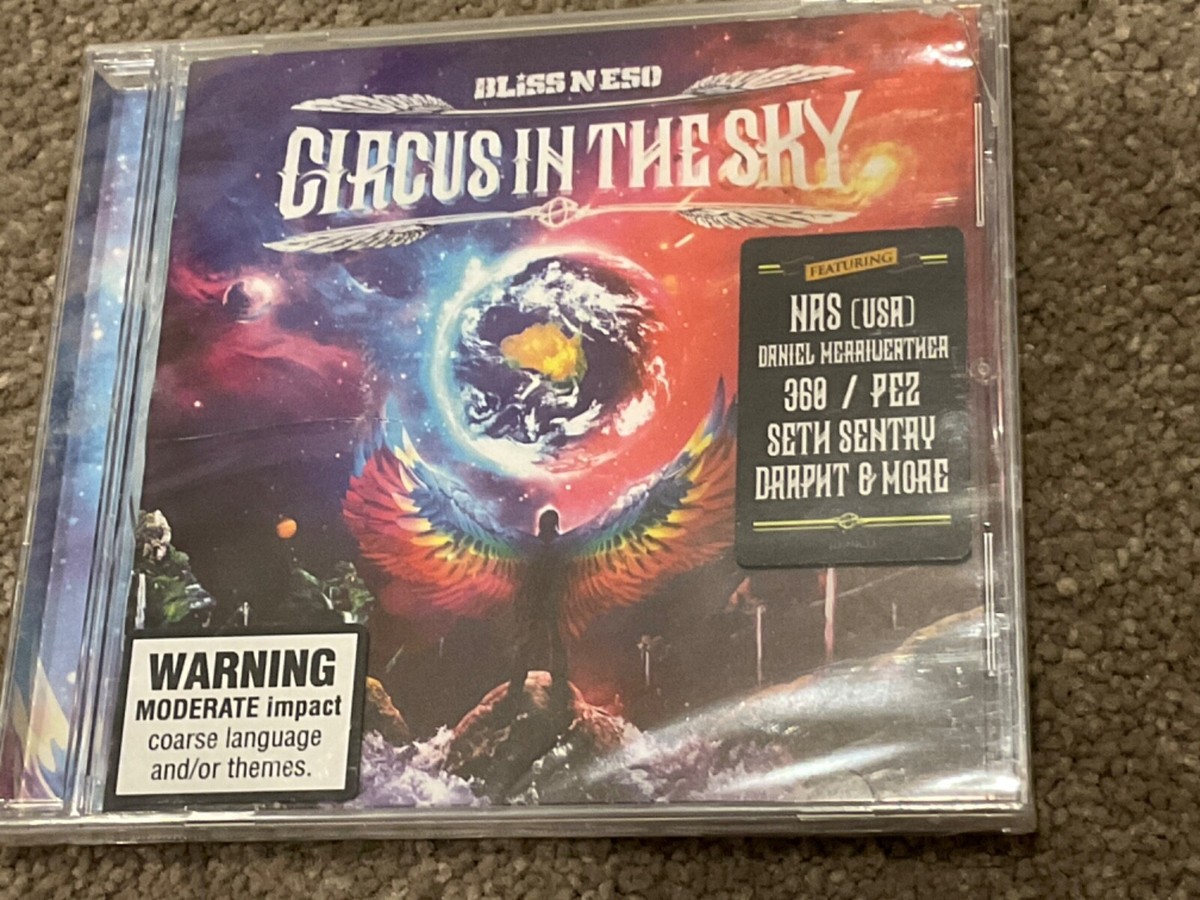 BLiSS N ESO
CIRCUS IN THE SKY
FEATURING
NAS (USA)
DANIEL MERRIWEATHER
360 / PEZ
SETH SENTRY
DRAPHT & MORE
WARNING
MODERATE impact
coarse language
and/or themes.